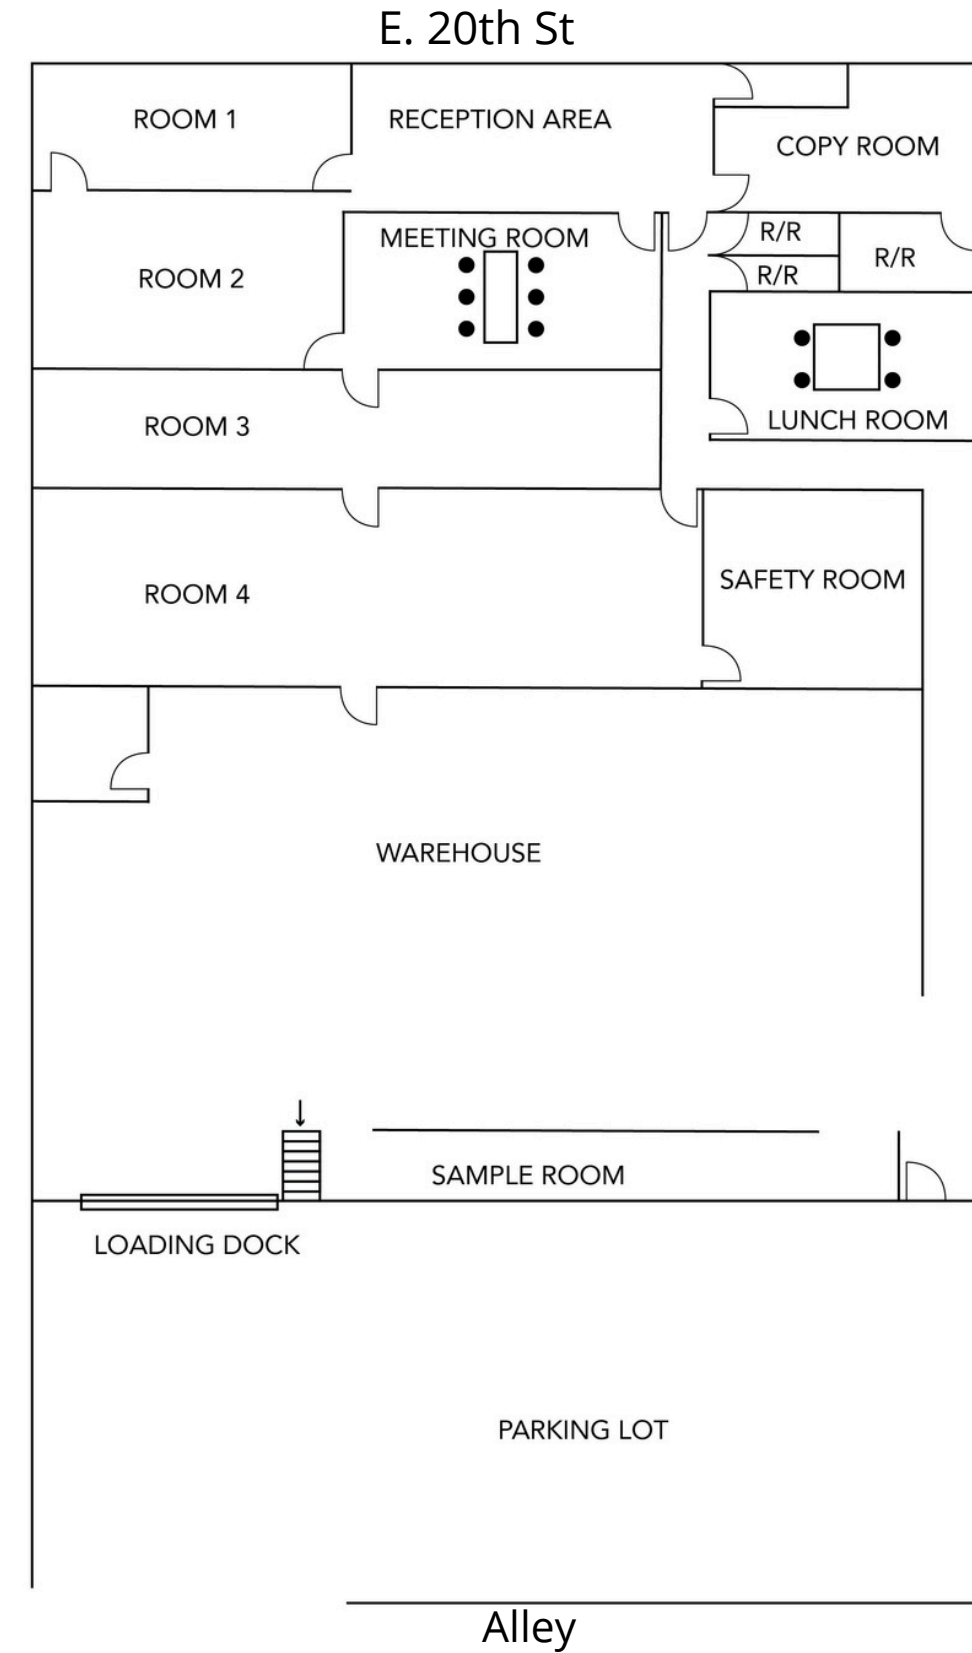 E. 20th St
ROOM 1
RECEPTION AREA
COPY ROOM
R/R
MEETING ROOM
R/R
R/R
ROOM 2
LUNCH ROOM
ROOM 3
SAFETY ROOM
ROOM 4
WAREHOUSE
SAMPLE ROOM
LOADING DOCK
PARKING LOT
Alley